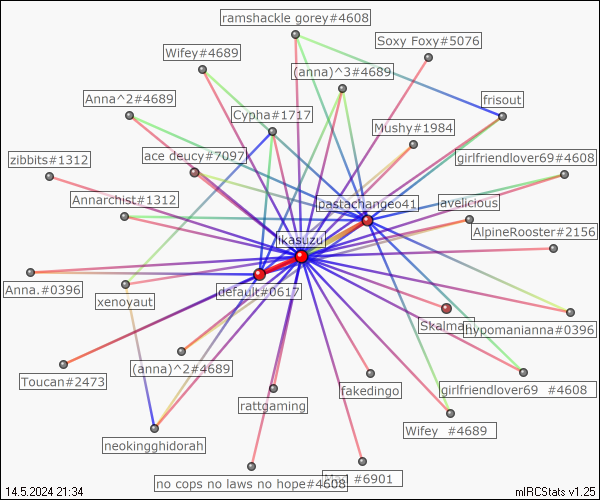 ramshackle gorey#4608
Soxy Foxy#5076
Wifey#4689
(anna)^3#4689
Anna^2#4689
frisout
Cypha#1717
Mushy#1984
zibbits#1312
ace deucy#7097
girlfriendlover69#4608
Annarchist#1312
pastachangeo41
avelicious
AlpineRooster#2156
ikasuzu
Anna.#0396
default#0617
xenoyaut
Skalman
hypomanianna#0396
Toucan#2473
(anna)^2#4689
fakedingo
girlfriendlover69  #4608
rattgaming
Wifey  #4689
neokingghidorah
no cops no laws no hope#4608
#6901
14.5.2024 21:34
mIRCStats v1.25